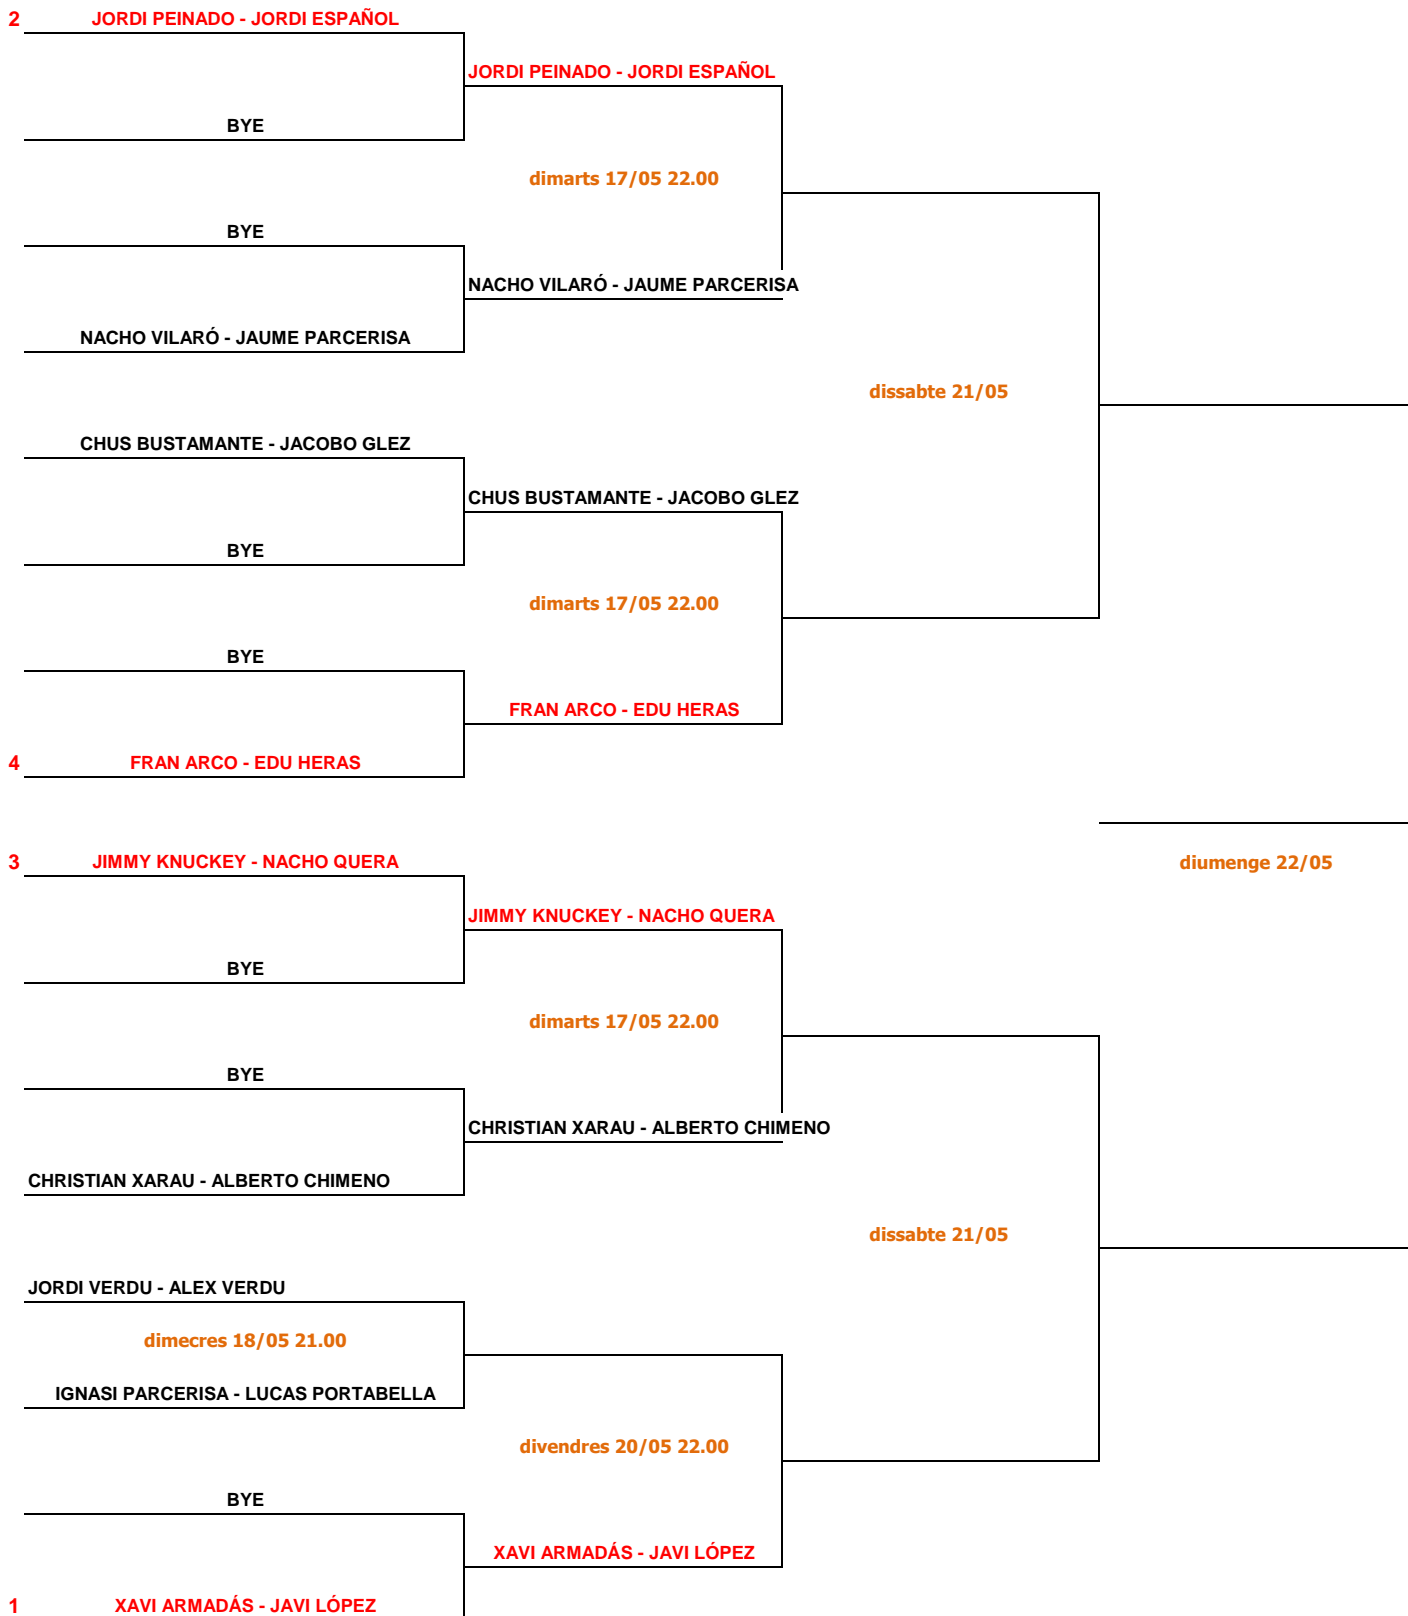 2 JORDI PEINADO - JORDI ESPAÑOL
JORDI PEINADO - JORDI ESPAÑOL
BYE
dimarts 17/05 22.00
BYE
NACHO VILARÓ - JAUME PARCERISA
NACHO VILARÓ - JAUME PARCERISA
dissabte 21/05
CHUS BUSTAMANTE - JACOBO GLEZ
CHUS BUSTAMANTE - JACOBO GLEZ
BYE
dimarts 17/05 22.00
BYE
FRAN ARCO - EDU HERAS
4 FRAN ARCO - EDU HERAS
3 JIMMY KNUCKEY - NACHO QUERA
diumenge 22/05
JIMMY KNUCKEY - NACHO QUERA
BYE
dimarts 17/05 22.00
BYE
CHRISTIAN XARAU - ALBERTO CHIMENO
CHRISTIAN XARAU - ALBERTO CHIMENO
dissabte 21/05
JORDI VERDU - ALEX VERDU
dimecres 18/05 21.00
IGNASI PARCERISA - LUCAS PORTABELLA
divendres 20/05 22.00
BYE
XAVI ARMADÁS - JAVI LÓPEZ
1 XAVI ARMADÁS - JAVI LÓPEZ